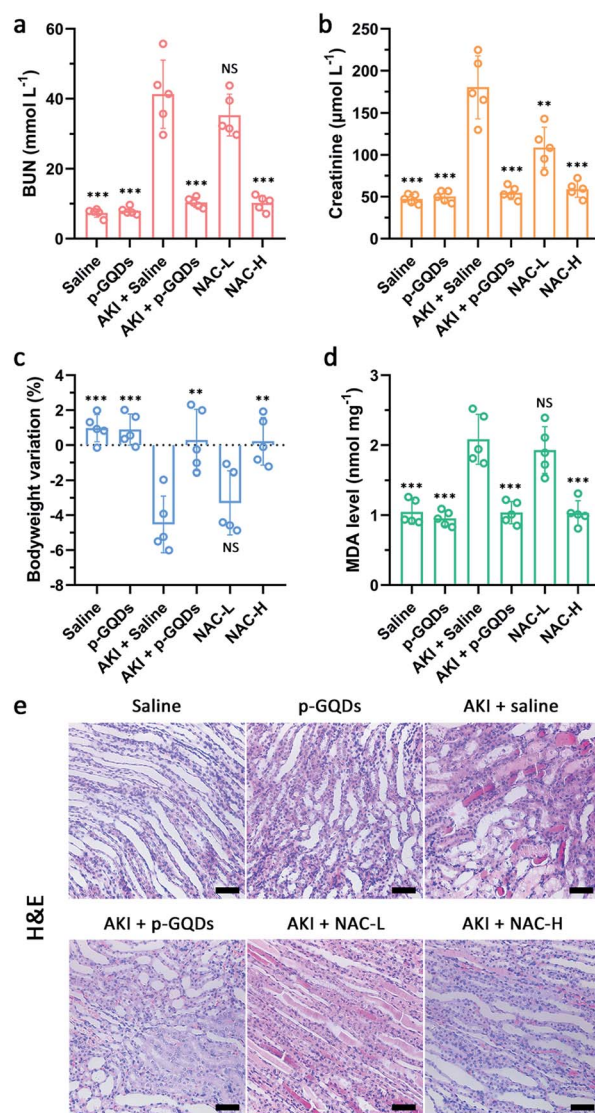 a
BUN (mmol L⁻¹)
60
40
20
0
***
***
***
NS
***
Saline
p-GQDs
AKI + Saline
AKI + p-GQDs
NAC-L
NAC-H
b
Creatinine (μmol L⁻¹)
250
200
150
100
50
0
***
***
***
**
***
Saline
p-GQDs
AKI + Saline
AKI + p-GQDs
NAC-L
NAC-H
c
Bodyweight variation (%)
4
2
0
-2
-4
-6
-8
***
***
**
NS
**
Saline
p-GQDs
AKI + Saline
AKI + p-GQDs
NAC-L
NAC-H
d
MDA level (nmol mg⁻¹)
3
2
1
0
***
***
***
NS
***
Saline
p-GQDs
AKI + Saline
AKI + p-GQDs
NAC-L
NAC-H
e
H&E
Saline
p-GQDs
AKI + saline
AKI + p-GQDs
AKI + NAC-L
AKI + NAC-H